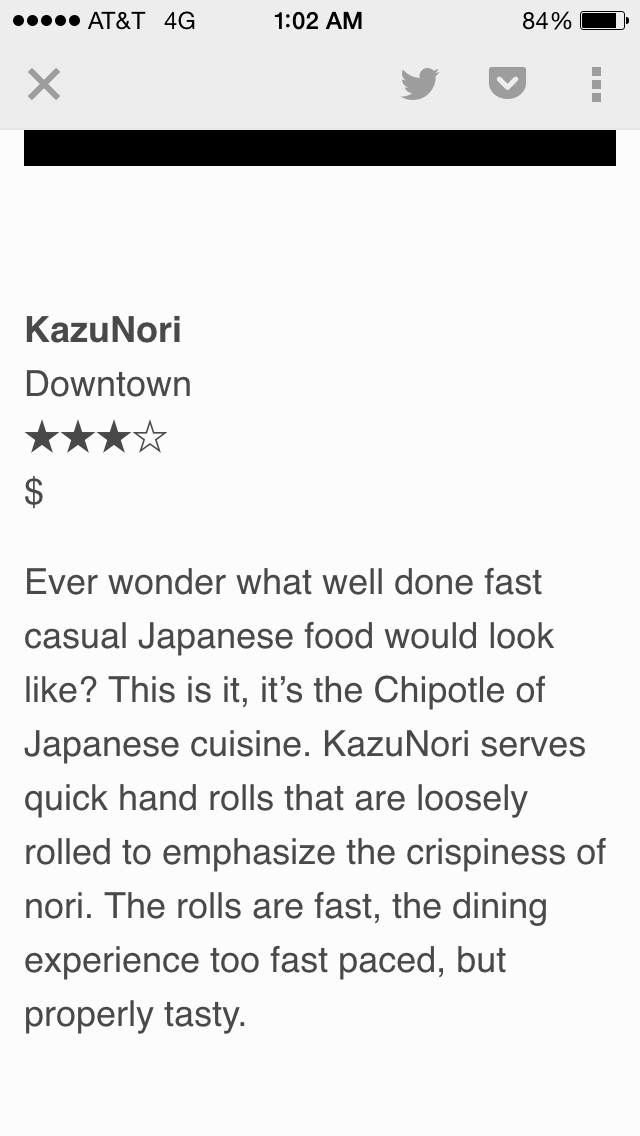 ●●●●● AT&T 4G 1:02 AM 84%
KazuNori
Downtown
★★★☆
$
Ever wonder what well done fast
casual Japanese food would look
like? This is it, it’s the Chipotle of
Japanese cuisine. KazuNori serves
quick hand rolls that are loosely
rolled to emphasize the crispiness of
nori. The rolls are fast, the dining
experience too fast paced, but
properly tasty.